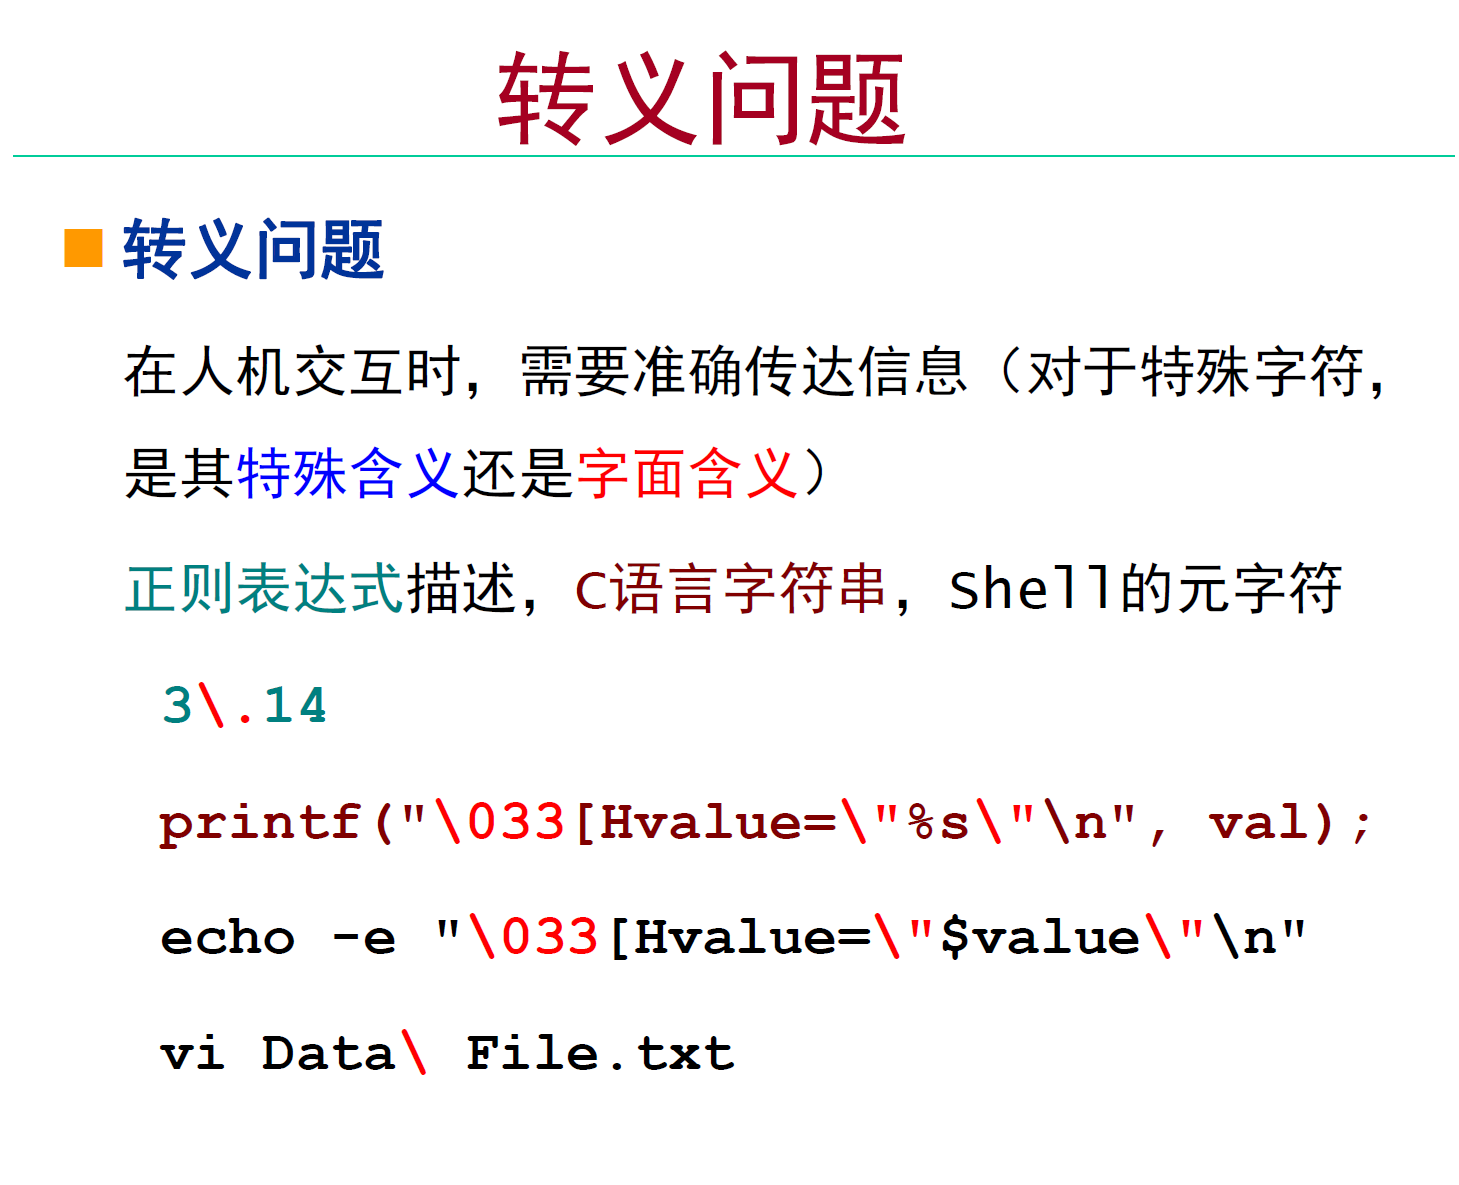 转义问题
转义问题
在人机交互时，需要准确传达信息（对于特殊字符，
是其特殊含义还是字面含义）
正则表达式描述，C语言字符串，Shell的元字符
3\.14
printf("\033[Hvalue=\"%s\"\n", val);
echo -e "\033[Hvalue=\"$value\"\n"
vi Data\ File.txt